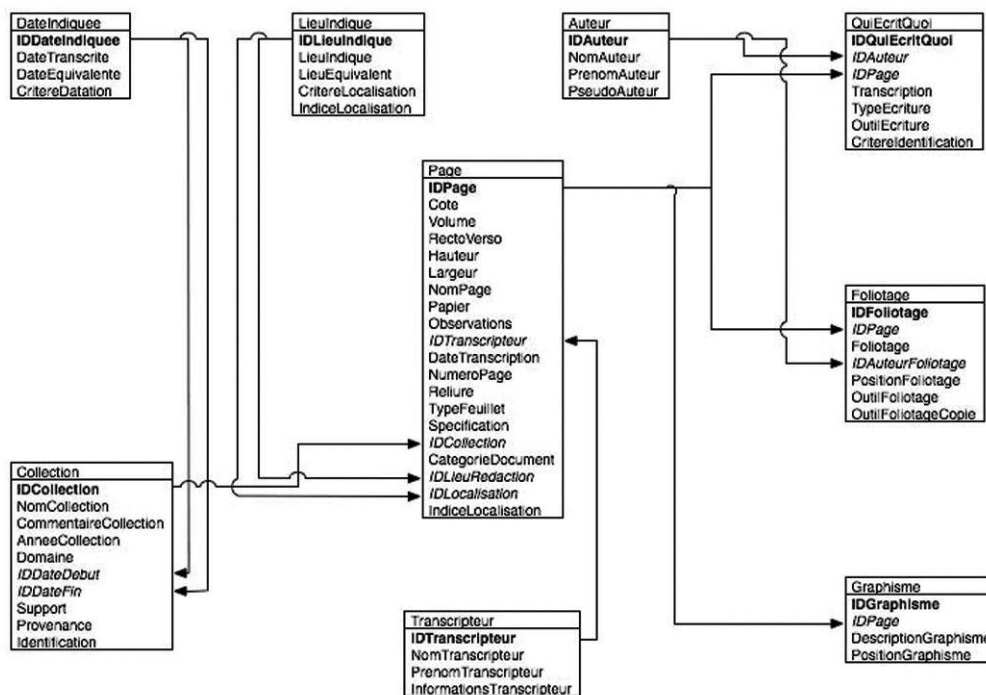 DateIndiquee
IDDateIndiquee
DateTranscrite
DateEquivalente
CritereDatation
LieuIndique
IDLieuIndique
LieuIndique
LieuEquivalent
CritereLocalisation
IndiceLocalisation
Auteur
IDAuteur
NomAuteur
PrenomAuteur
PseudoAuteur
QuiEcritQuoi
IDQuiEcritQuoi
IDAuteur
IDPage
Transcription
TypeEcriture
OutilEcriture
CritereIdentification
Page
IDPage
Cote
Volume
RectoVerso
Hauteur
Largeur
NomPage
Papier
Observations
IDTranscripteur
DateTranscription
NumeroPage
Reliure
TypeFeuillet
Specification
IDCollection
CategorieDocument
IDLieuRedaction
IDLocalisation
IndiceLocalisation
Foliotage
IDFoliotage
IDPage
Foliotage
IDAuteurFoliotage
PositionFoliotage
OutilFoliotage
OutilFoliotageCopie
Collection
IDCollection
NomCollection
CommentaireCollection
AnneeCollection
Domaine
IDDateDebut
IDDateFin
Support
Provenance
Identification
Transcripteur
IDTranscripteur
NomTranscripteur
PrenomTranscripteur
InformationsTranscripteur
Graphisme
IDGraphisme
IDPage
DescriptionGraphisme
PositionGraphisme